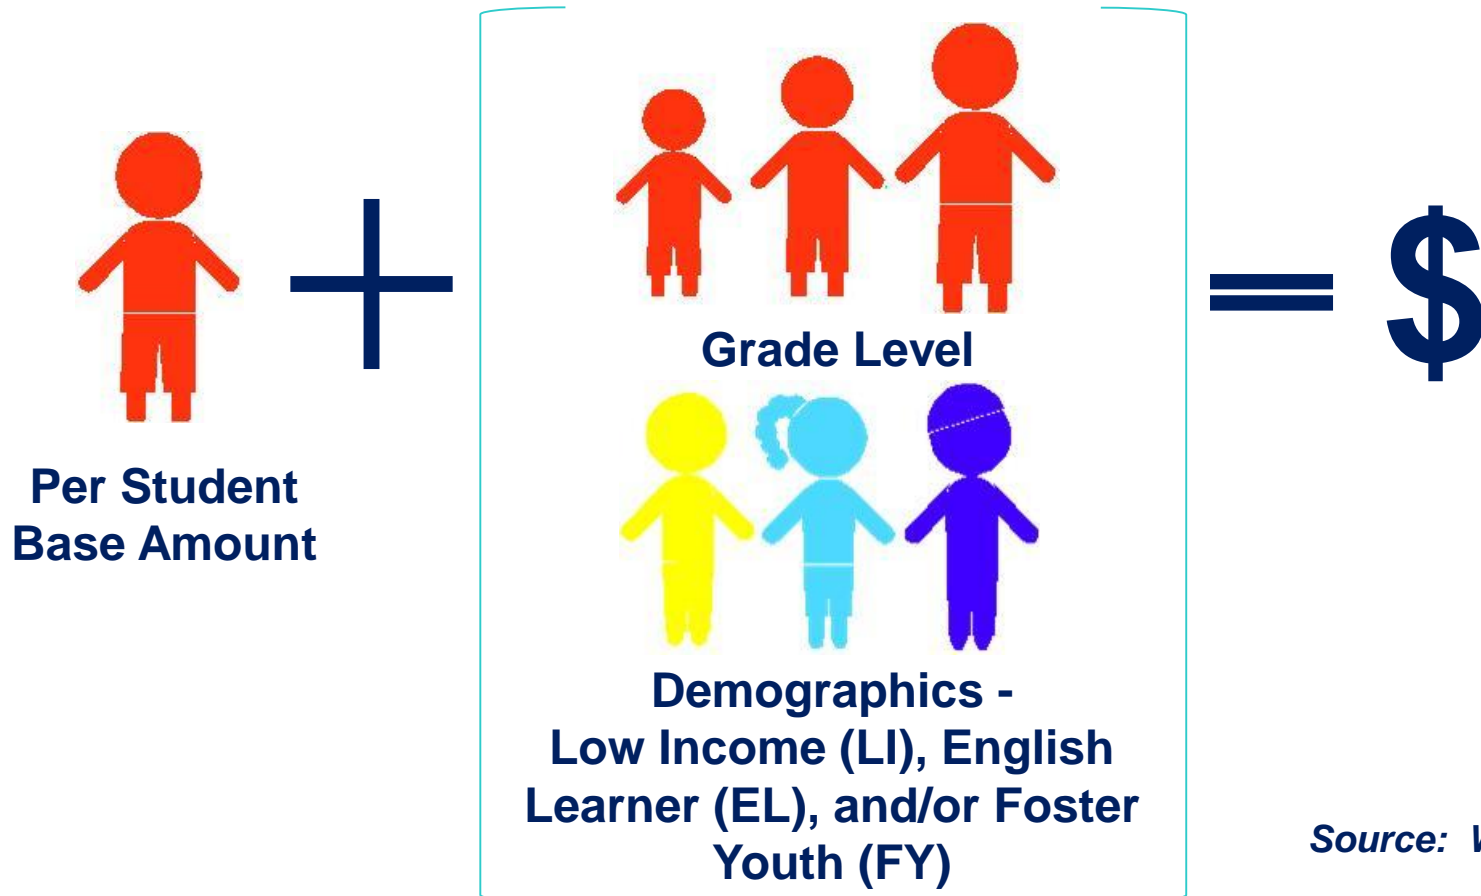 Per Student
Base Amount
+
Grade Level
Demographics -
Low Income (LI), English
Learner (EL), and/or Foster
Youth (FY)
= $
Source: